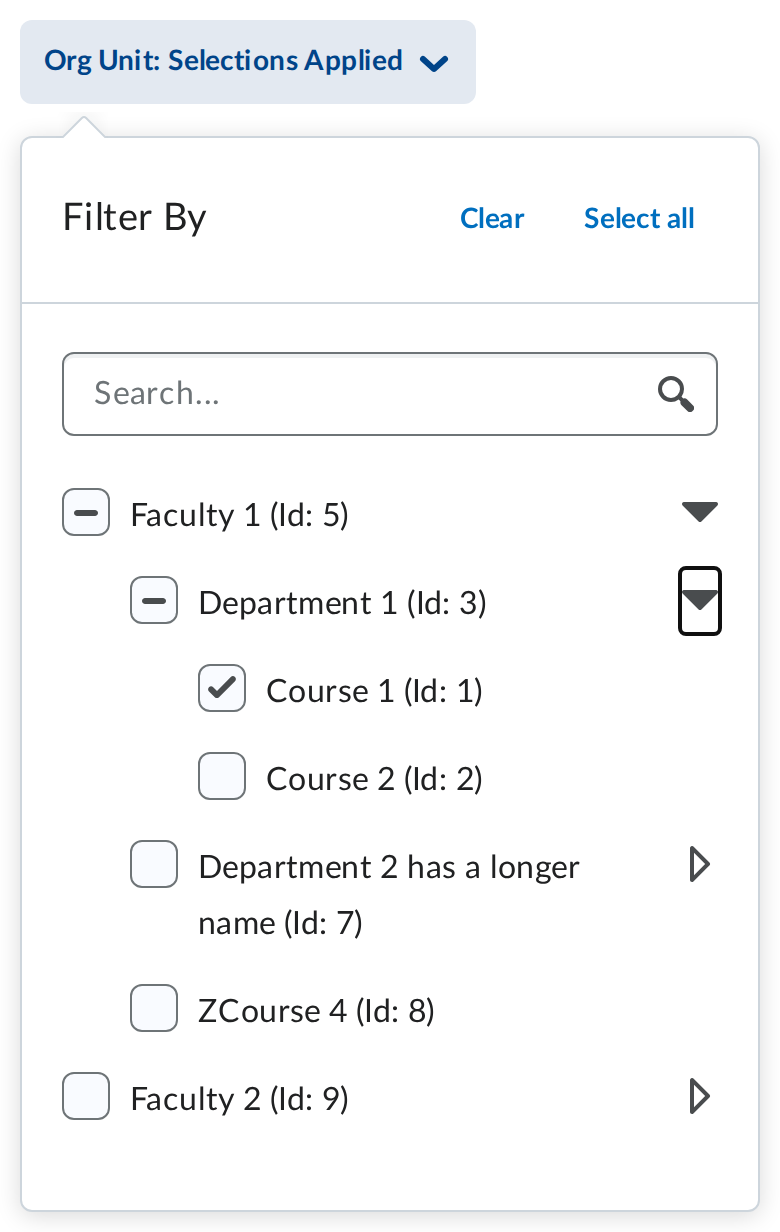 Org Unit: Selections Applied
Filter By
Clear
Select all
Search...
Faculty 1 (Id: 5)
Department 1 (Id: 3)
Course 1 (Id: 1)
Course 2 (Id: 2)
Department 2 has a longer
name (Id: 7)
ZCourse 4 (Id: 8)
Faculty 2 (Id: 9)